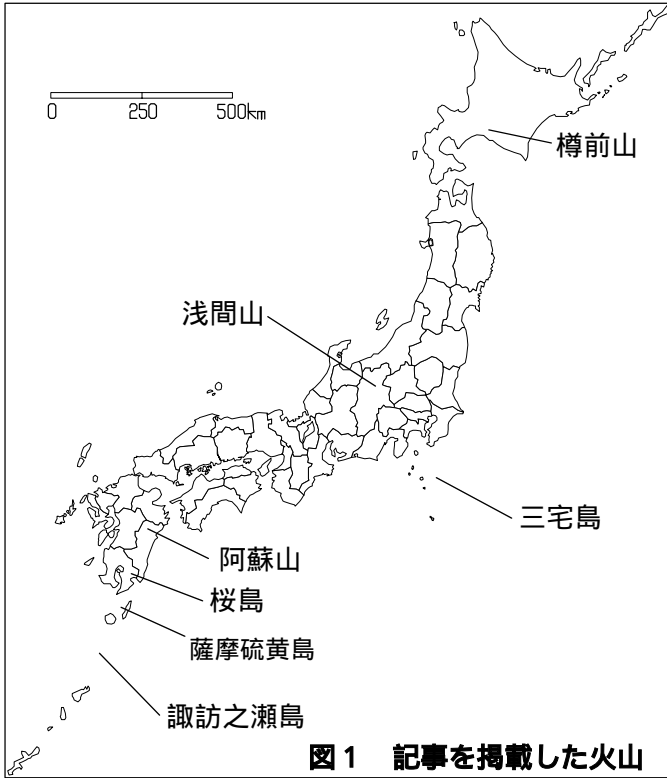 0 250 500km
樽前山
浅間山
三宅島
阿蘇山
桜島
薩摩硫黄島
諏訪之瀬島
図1 記事を掲載した火山